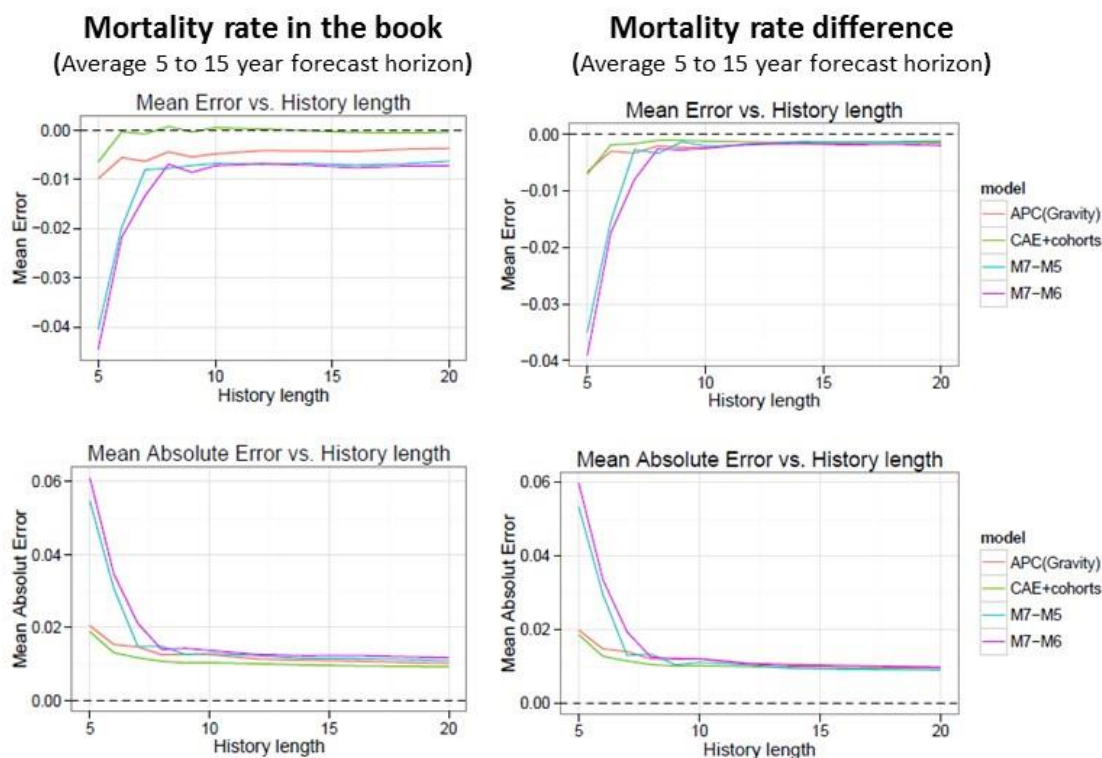 Mortality rate in the book
(Average 5 to 15 year forecast horizon)
Mean Error vs. History length
0.00
−0.01
−0.02
−0.03
−0.04
Mean Error
5
10
15
20
History length
Mortality rate difference
(Average 5 to 15 year forecast horizon)
Mean Error vs. History length
0.00
−0.01
−0.02
−0.03
−0.04
Mean Error
5
10
15
20
History length
model
APC(Gravity)
CAE+cohorts
M7−M5
M7−M6
Mean Absolute Error vs. History length
0.06
0.04
0.02
0.00
Mean Absolut Error
5
10
15
20
History length
Mean Absolute Error vs. History length
0.06
0.04
0.02
0.00
Mean Absolut Error
5
10
15
20
History length
model
APC(Gravity)
CAE+cohorts
M7−M5
M7−M6